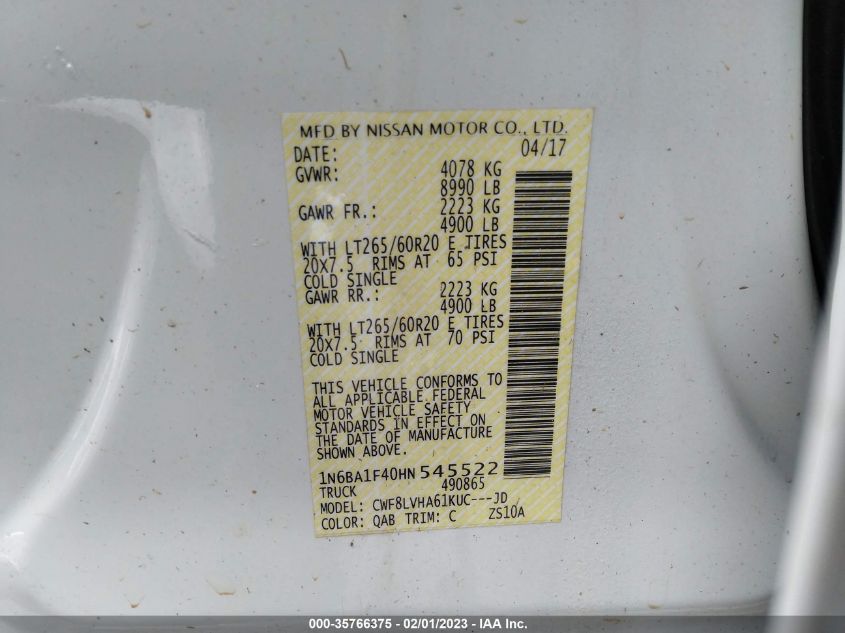 MFD BY NISSAN MOTOR CO., LTD.
DATE: 04/17
GVWR: 4078 KG
8990 LB
GAWR FR.: 2223 KG
4900 LB
WITH LT265/60R20 E TIRES
20X7.5 RIMS AT 65 PSI
COLD SINGLE
GAWR RR.: 2223 KG
4900 LB
WITH LT265/60R20 E TIRES
20X7.5 RIMS AT 70 PSI
COLD SINGLE
THIS VEHICLE CONFORMS TO
ALL APPLICABLE FEDERAL
MOTOR VEHICLE SAFETY
STANDARDS IN EFFECT ON
THE DATE OF MANUFACTURE
SHOWN ABOVE.
1N6BA1F40HN545522
TRUCK 490865
MODEL: CWF8LVHA61KUC---JD
COLOR: QAB TRIM: C ZS10A
000-35766375 - 02/01/2023 - IAA Inc.